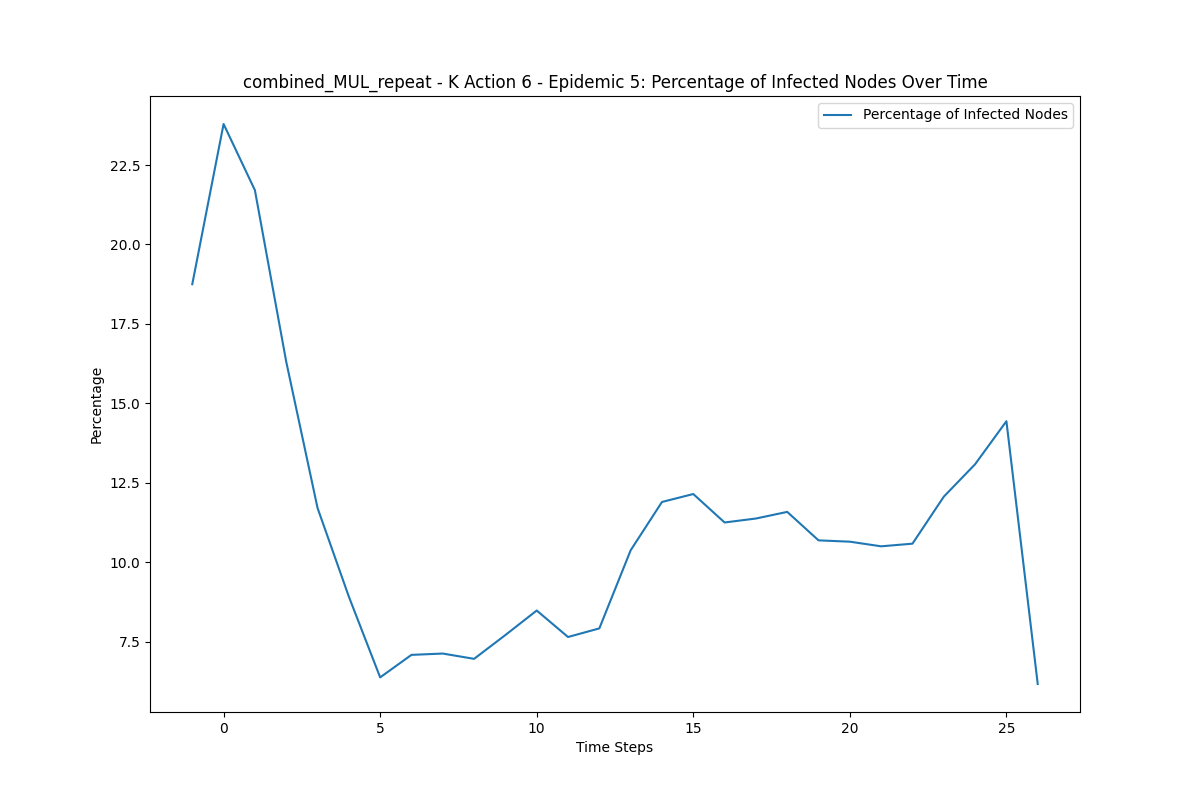 combined_MUL_repeat - K Action 6 - Epidemic 5: Percentage of Infected Nodes Over Time
Percentage of Infected Nodes
22.5
20.0
17.5
15.0
12.5
10.0
7.5
Percentage
0 5 10 15 20 25
Time Steps